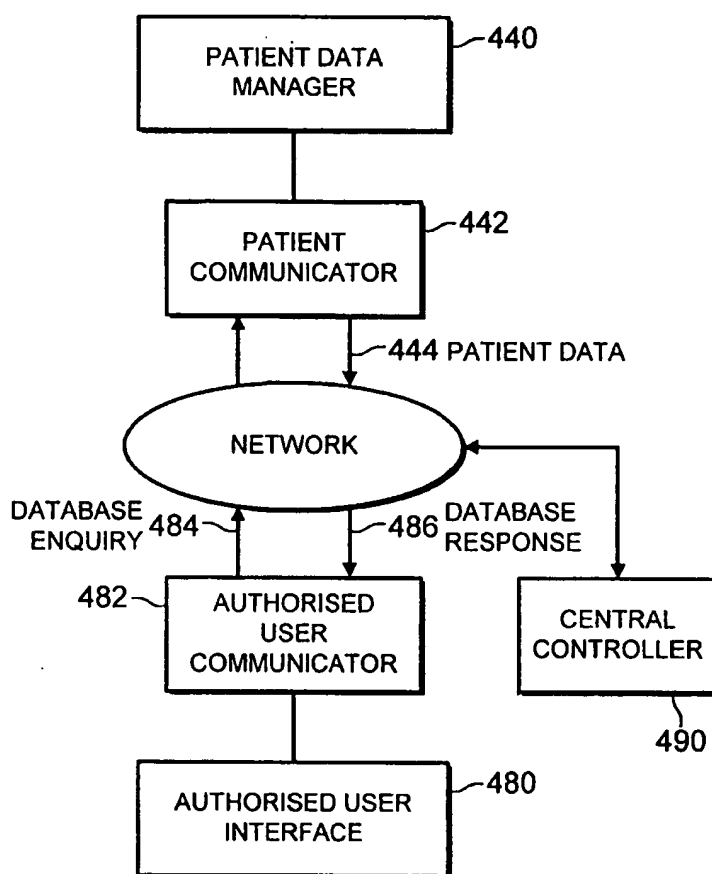 440
PATIENT DATA
MANAGER
442
PATIENT
COMMUNICATOR
444 PATIENT DATA
NETWORK
DATABASE
ENQUIRY
484
486
DATABASE
RESPONSE
482
AUTHORISED
USER
COMMUNICATOR
CENTRAL
CONTROLLER
490
480
AUTHORISED USER
INTERFACE